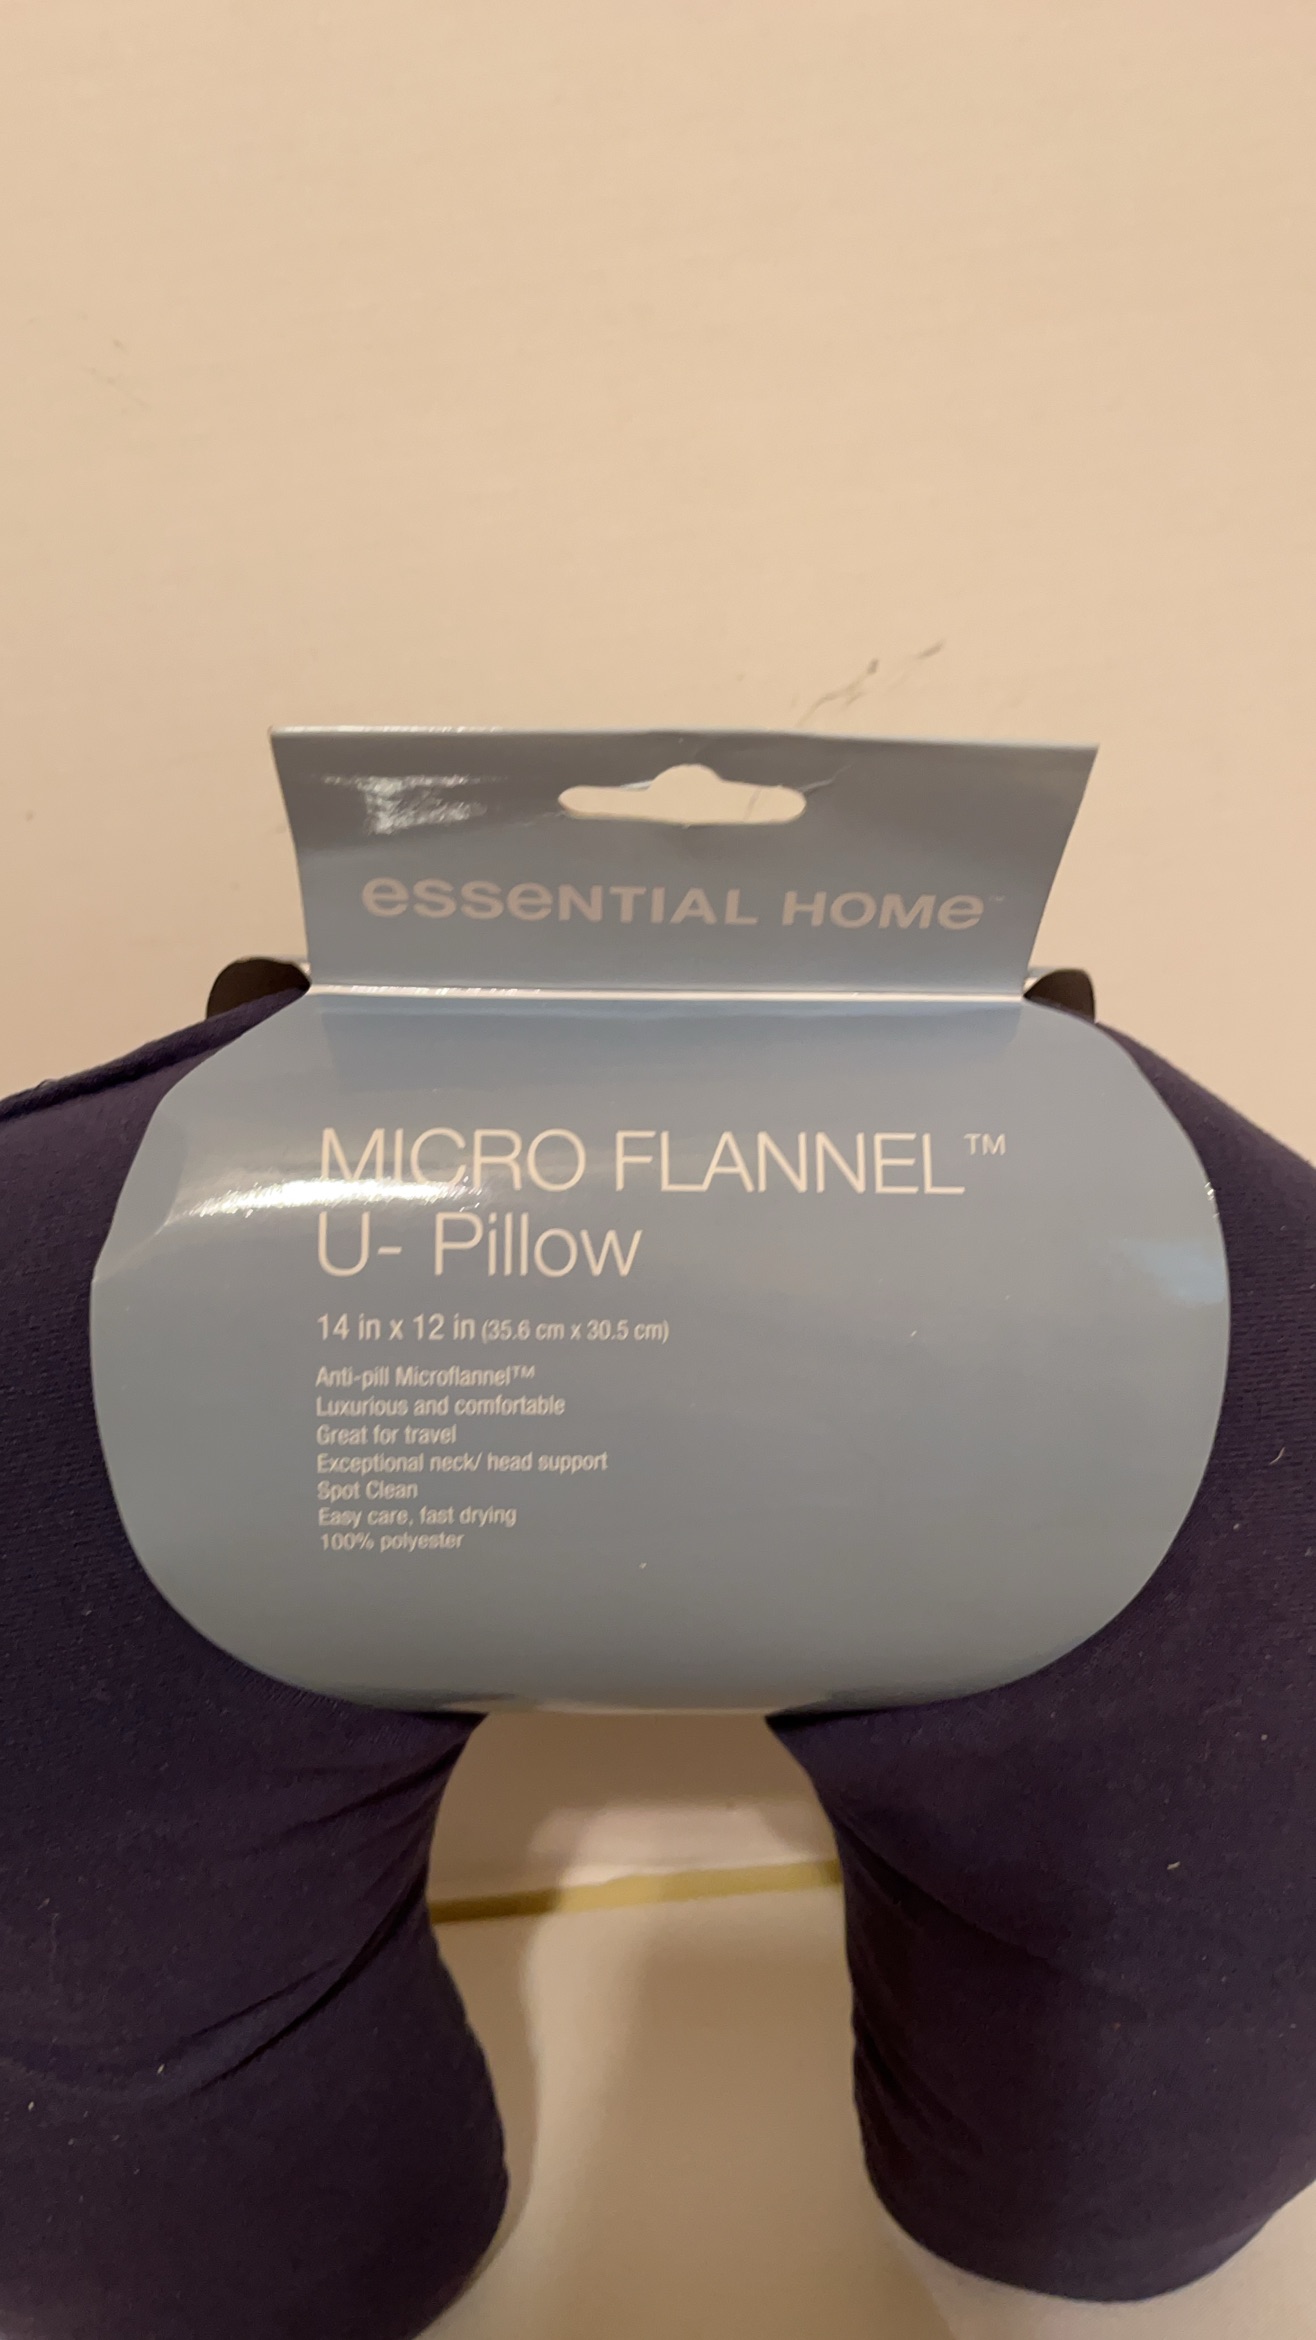 essential home™
MICRO FLANNEL™
U- Pillow
14 in x 12 in (35.6 cm x 30.5 cm)
Anti-pill Microflannel™
Luxurious and comfortable
Great for travel
Exceptional neck/ head support
Spot Clean
Easy care, fast drying
100% polyester